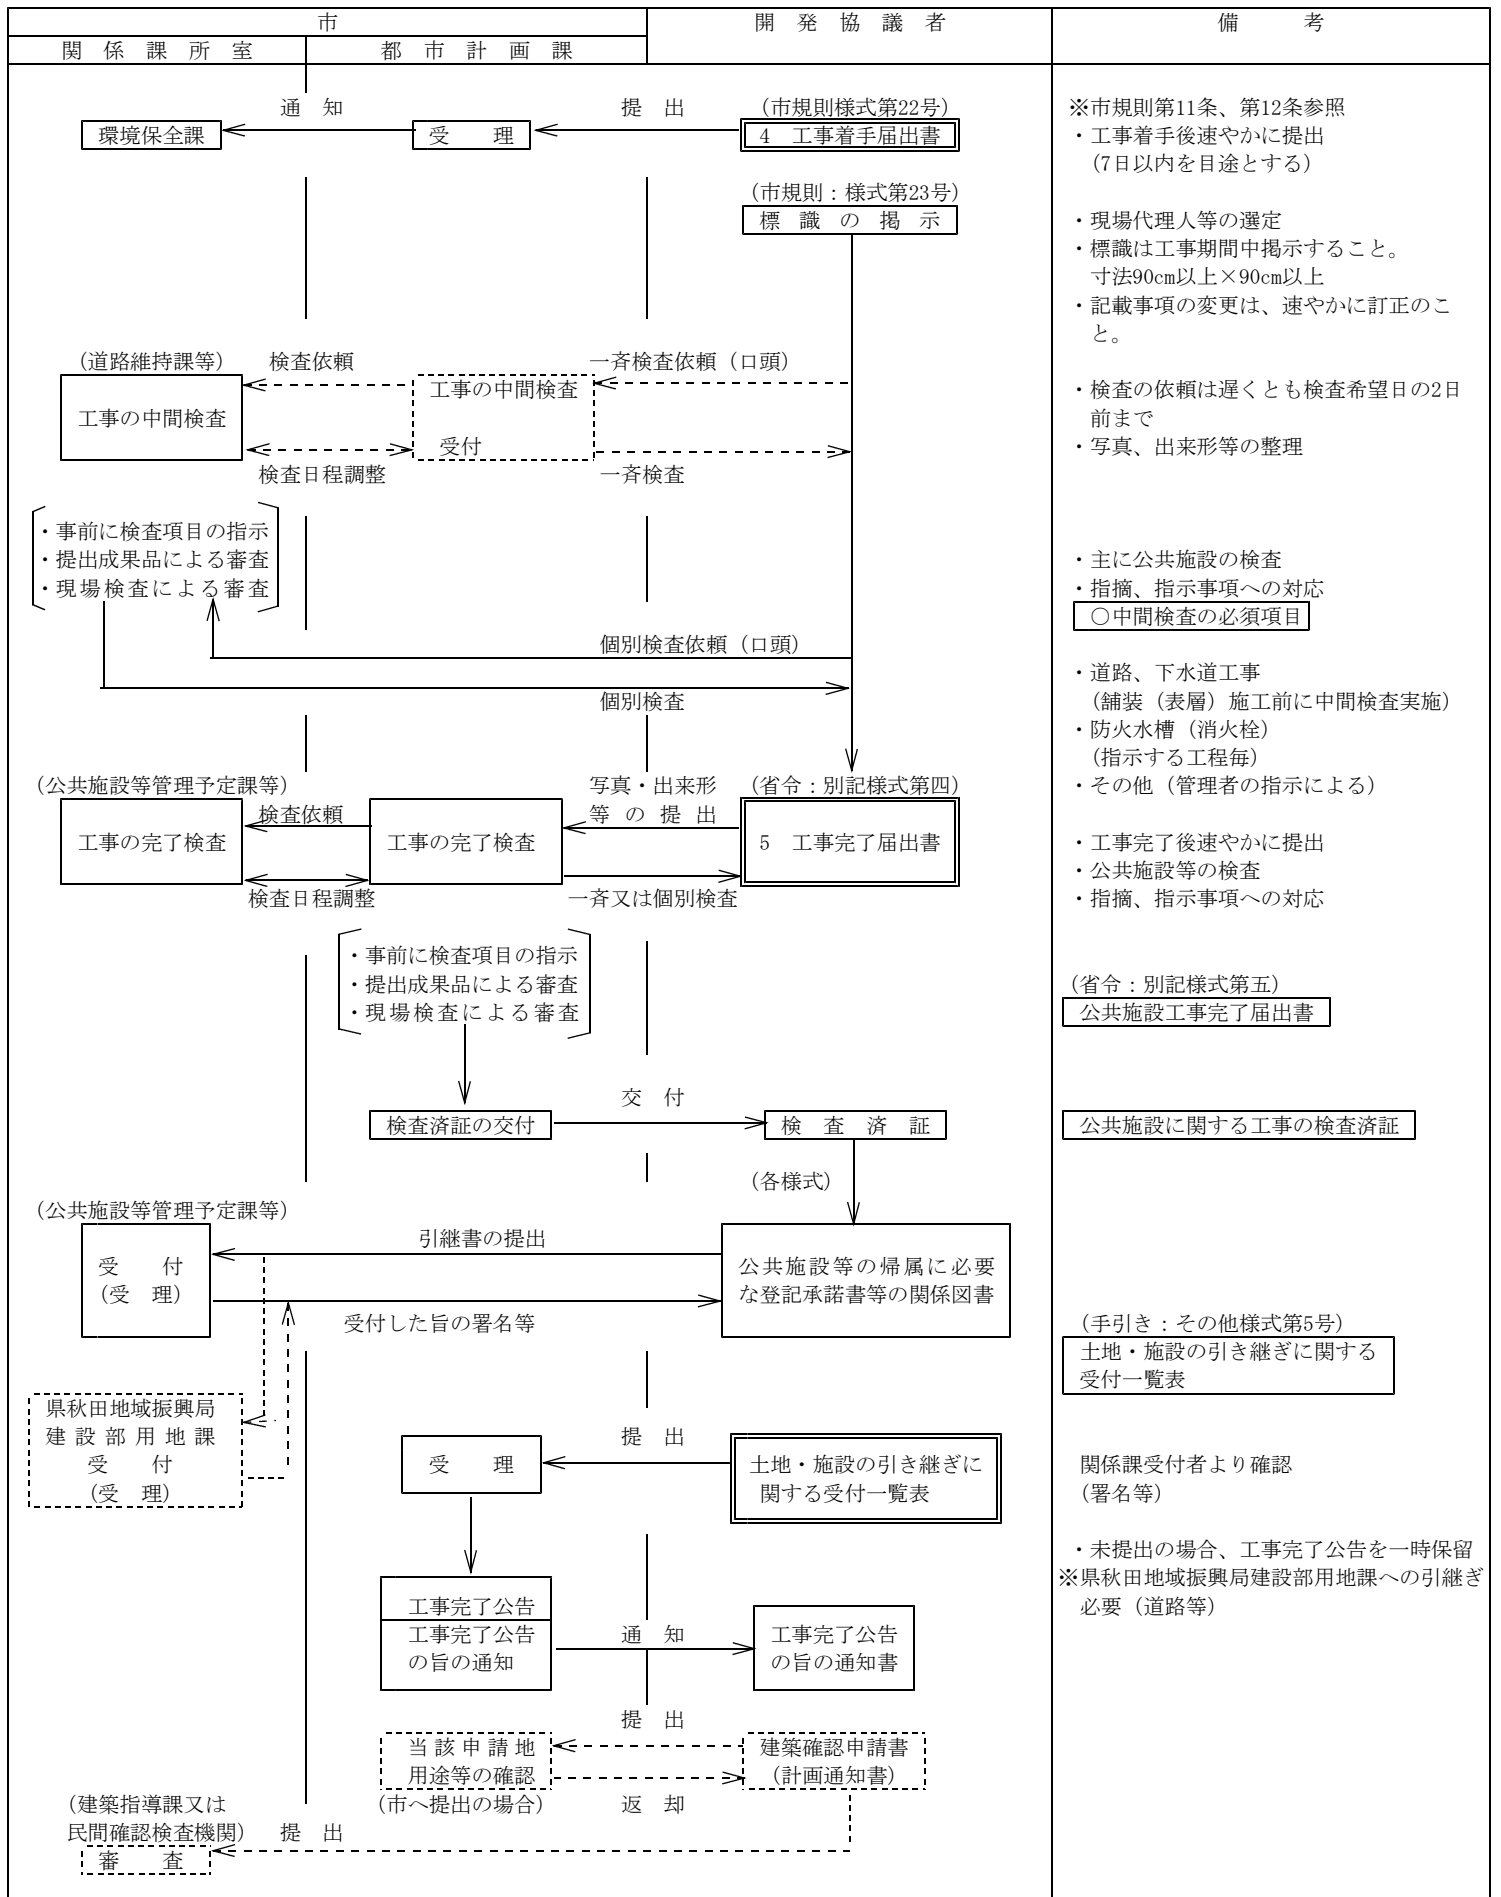 市
開　発　協　議　者
備　　　考
関　係　課　所　室
都　市　計　画　課
通　知
提　出
（市規則様式第22号）
環境保全課
受　　理
4　工事着手届出書
※市規則第11条、第12条参照
・工事着手後速やかに提出
（7日以内を目途とする）
（市規則：様式第23号）
標　識　の　掲　示
・現場代理人等の選定
・標識は工事期間中掲示すること。
寸法90cm以上×90cm以上
・記載事項の変更は、速やかに訂正のこ
と。
（道路維持課等）
検査依頼
一斉検査依頼（口頭）
工事の中間検査
工事の中間検査
受付
検査日程調整
一斉検査
・検査の依頼は遅くとも検査希望日の2日
前まで
・写真、出来形等の整理
・事前に検査項目の指示
・提出成果品による審査
・現場検査による審査
・主に公共施設の検査
・指摘、指示事項への対応
○中間検査の必須項目
個別検査依頼（口頭）
個別検査
・道路、下水道工事
（舗装（表層）施工前に中間検査実施）
・防火水槽（消火栓）
（指示する工程毎）
・その他（管理者の指示による）
（公共施設等管理予定課等）
写真・出来形
等　の　提　出
（省令：別記様式第四）
検査依頼
工事の完了検査
工事の完了検査
5　工事完了届出書
検査日程調整
一斉又は個別検査
・工事完了後速やかに提出
・公共施設等の検査
・指摘、指示事項への対応
・事前に検査項目の指示
・提出成果品による審査
・現場検査による審査
（省令：別記様式第五）
公共施設工事完了届出書
交　付
検査済証の交付
検　査　済　証
公共施設に関する工事の検査済証
（各様式）
（公共施設等管理予定課等）
引継書の提出
受　　付
（受　理）
公共施設等の帰属に必要
な登記承諾書等の関係図書
受付した旨の署名等
（手引き：その他様式第5号）
土地・施設の引き継ぎに関する
受付一覧表
県秋田地域振興局
建設部用地課
受　　付
（受　理）
提　出
受　　理
土地・施設の引き継ぎに
関する受付一覧表
関係課受付者より確認
（署名等）
・未提出の場合、工事完了公告を一時保留
※県秋田地域振興局建設部用地課への引継ぎ
必要（道路等）
工事完了公告
工事完了公告
の旨の通知
通　知
工事完了公告
の旨の通知書
提　出
当該申請地
用途等の確認
建築確認申請書
（計画通知書）
（市へ提出の場合）
返　却
（建築指導課又は
民間確認検査機関）
提　出
審　　査